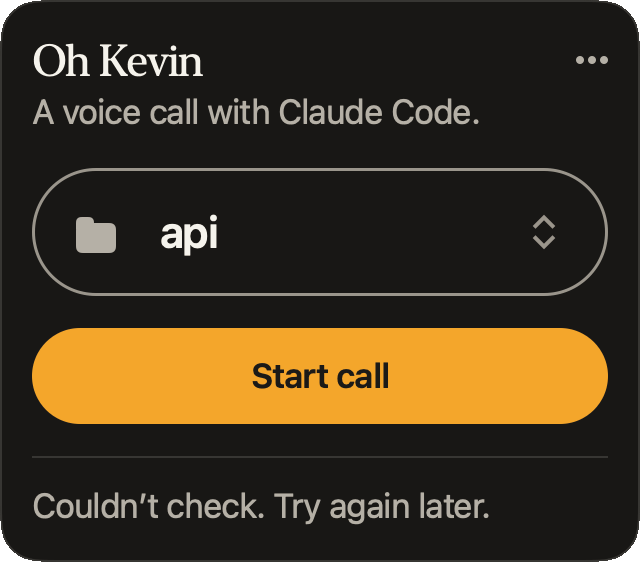 Oh Kevin
A voice call with Claude Code.
api
Start call
Couldn’t check. Try again later.